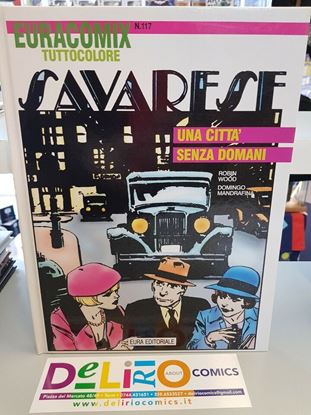 EURACOMIX
N.117
TUTTOCOLORE
SAVARESE
UNA CITTA'
SENZA DOMANI
ROBIN
WOOD
DOMINGO
MANDRAFINA
EURA EDITORIALE
DELIRIO
ABOUT
COMICS
www.deliriocomics.it